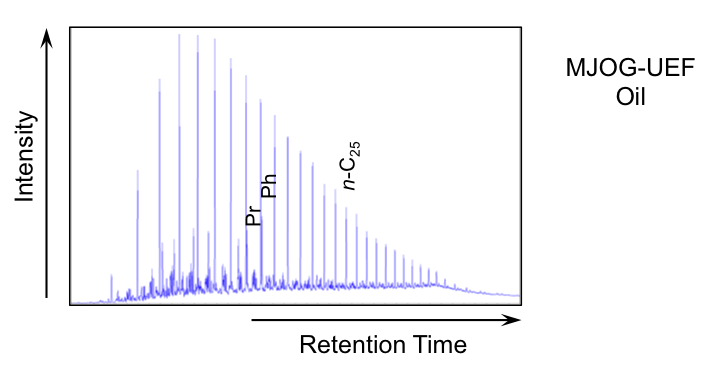 MJOG-UEF
Oil
Intensity
Pr
Ph
n-C₂₅
Retention Time